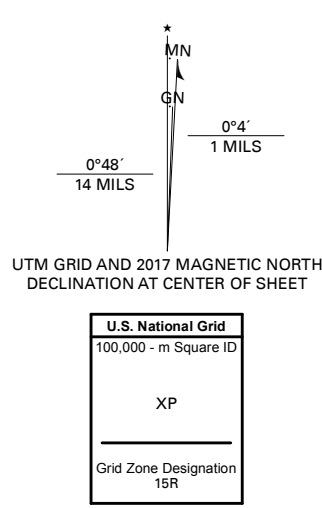 ★
MN
GN
0°4´
1 MILS
0°48´
14 MILS
UTM GRID AND 2017 MAGNETIC NORTH
DECLINATION AT CENTER OF SHEET
U.S. National Grid
100,000 - m Square ID
XP
Grid Zone Designation
15R